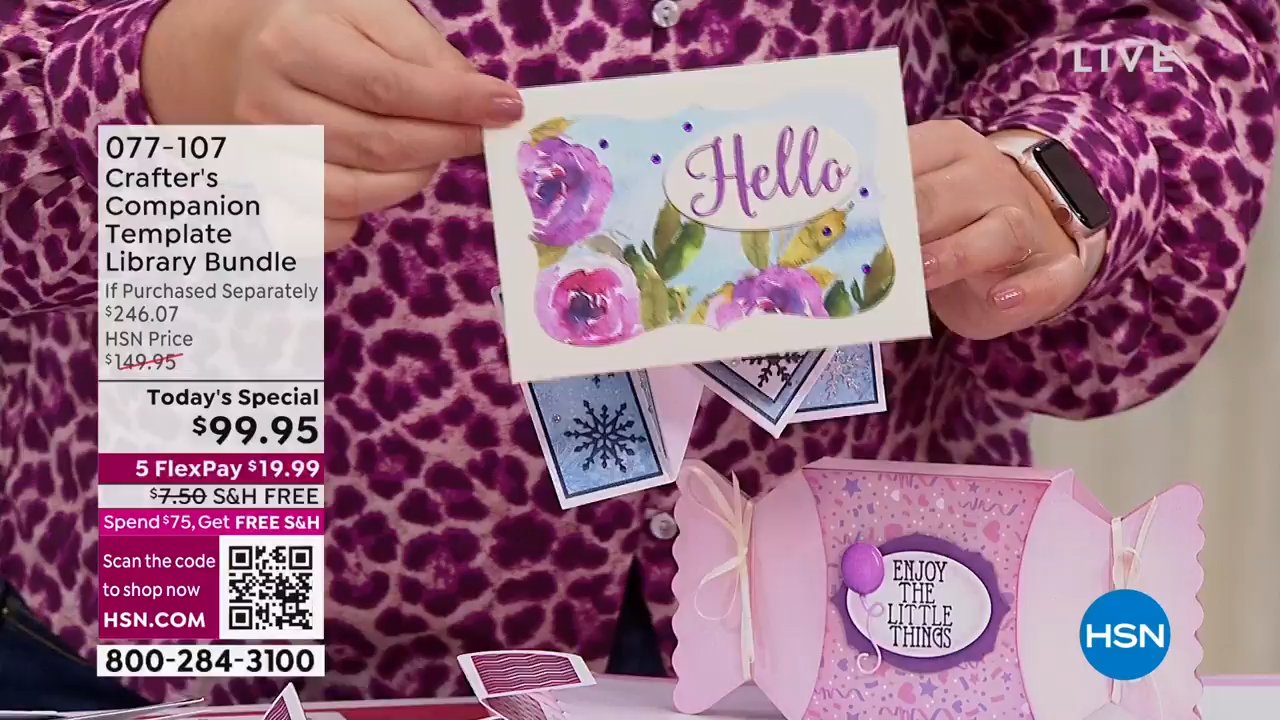 LIVE
077-107
Crafter's
Companion
Template
Library Bundle
If Purchased Separately
$246.07
HSN Price
$149.95
Today's Special
$99.95
5 FlexPay $19.99
$7.50 S&H FREE
Spend $75, Get FREE S&H
Scan the code
to shop now
HSN.COM
800-284-3100
Hello
ENJOY
THE
LITTLE
THINGS
HSN